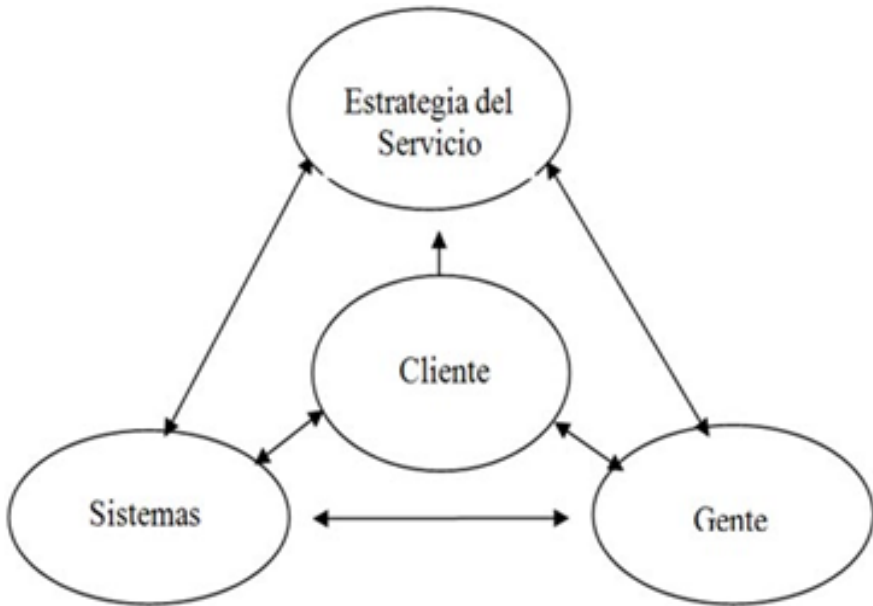 Estrategia del
Servicio
Cliente
Sistemas
Gente